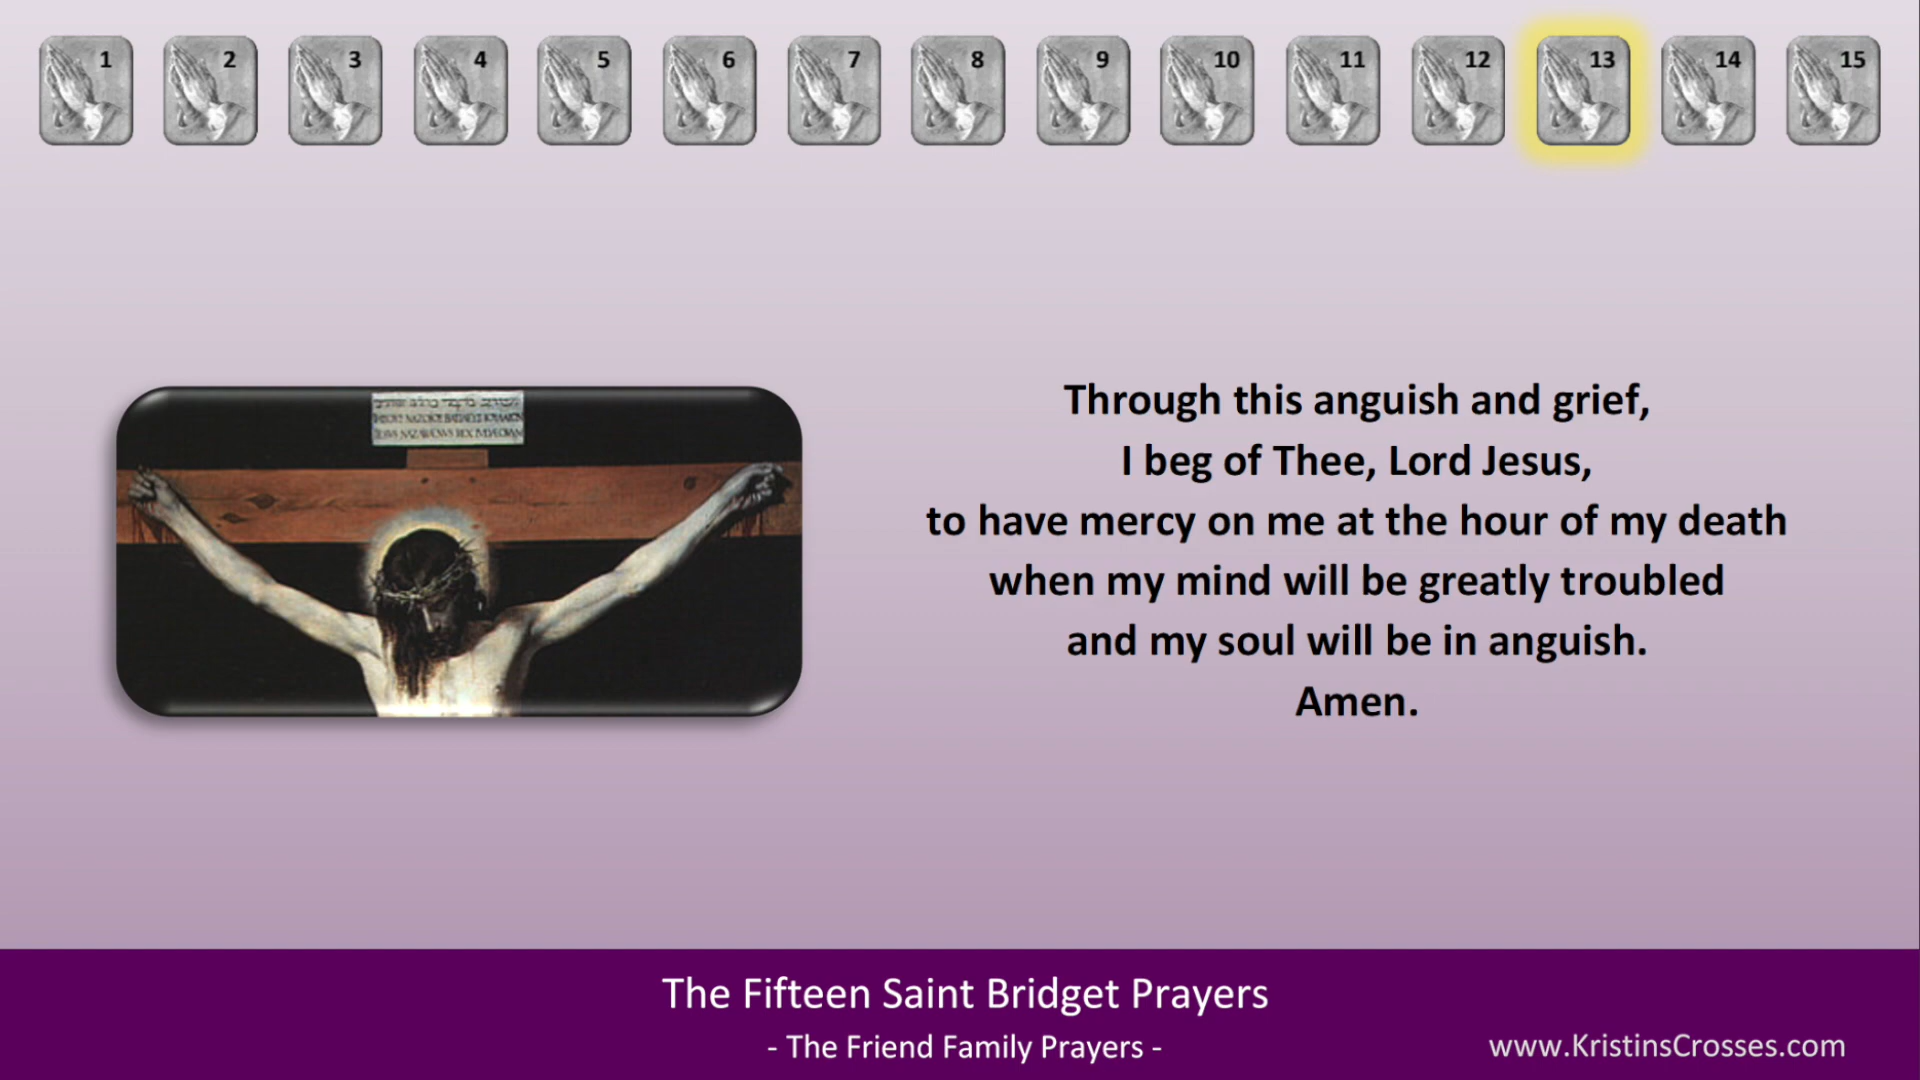 1 2 3 4 5 6 7 8 9 10 11 12 13 14 15
Through this anguish and grief,
I beg of Thee, Lord Jesus,
to have mercy on me at the hour of my death
when my mind will be greatly troubled
and my soul will be in anguish.
Amen.
The Fifteen Saint Bridget Prayers
- The Friend Family Prayers -
www.KristinsCrosses.com